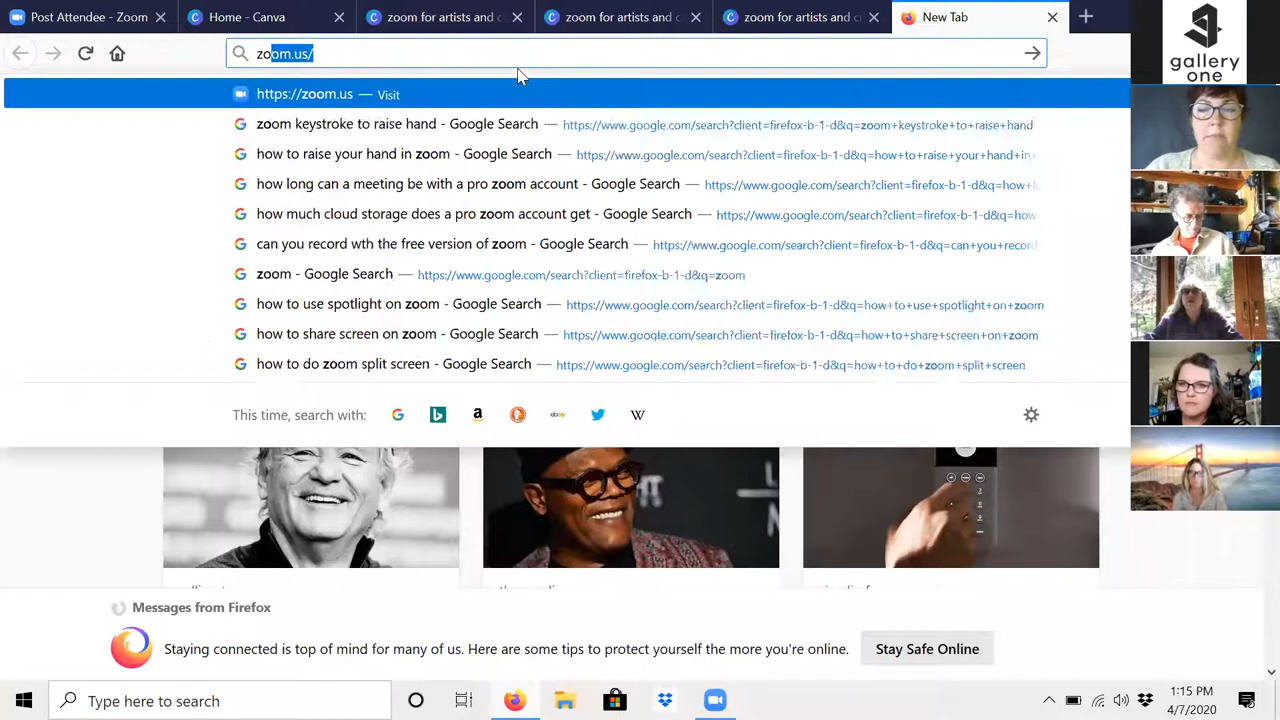 Post Attendee - Zoom
Home - Canva
zoom for artists and c
zoom for artists and c
zoom for artists and c
New Tab
zoom.us/
https://zoom.us — Visit
zoom keystroke to raise hand - Google Search — https://www.google.com/search?client=firefox-b-1-d&q=zoom+keystroke+to+raise+hand
how to raise your hand in zoom - Google Search — https://www.google.com/search?client=firefox-b-1-d&q=how+to+raise+your+hand+in
how long can a meeting be with a pro zoom account - Google Search — https://www.google.com/search?client=firefox-b-1-d&q=how+l
how much cloud storage does a pro zoom account get - Google Search — https://www.google.com/search?client=firefox-b-1-d&q=how
can you record wth the free version of zoom - Google Search — https://www.google.com/search?client=firefox-b-1-d&q=can+you+record
zoom - Google Search — https://www.google.com/search?client=firefox-b-1-d&q=zoom
how to use spotlight on zoom - Google Search — https://www.google.com/search?client=firefox-b-1-d&q=how+to+use+spotlight+on+zoom
how to share screen on zoom - Google Search — https://www.google.com/search?client=firefox-b-1-d&q=how+to+share+screen+on+zoom
how to do zoom split screen - Google Search — https://www.google.com/search?client=firefox-b-1-d&q=how+to+do+zoom+split+screen
This time, search with:
ebay
Messages from Firefox
Staying connected is top of mind for many of us. Here are some tips to protect yourself the more you're online.
Stay Safe Online
Type here to search
1:15 PM
4/7/2020
gallery
one